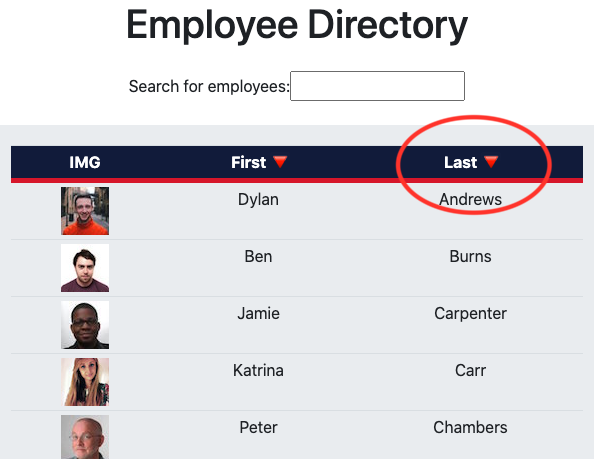 Employee Directory
Search for employees:
IMG First Last
Dylan Andrews
Ben Burns
Jamie Carpenter
Katrina Carr
Peter Chambers